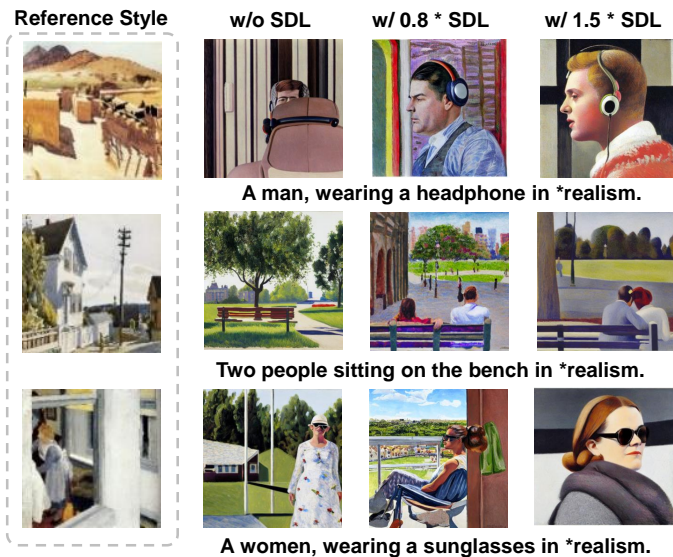 Reference Style
w/o SDL
w/ 0.8 * SDL
w/ 1.5 * SDL
A man, wearing a headphone in *realism.
Two people sitting on the bench in *realism.
A women, wearing a sunglasses in *realism.